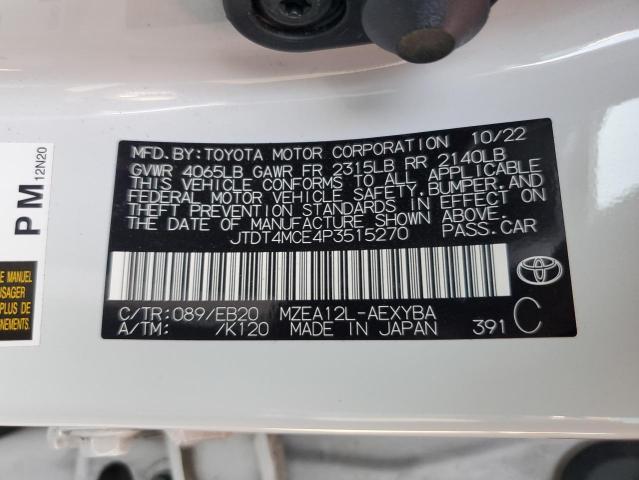 MFD.BY:TOYOTA MOTOR CORPORATION 10/22
GVWR 4065LB GAWR FR 2315LB RR 2140LB
THIS VEHICLE CONFORMS TO ALL APPLICABLE
FEDERAL MOTOR VEHICLE SAFETY, BUMPER,AND
THEFT PREVENTION STANDARDS IN EFFECT ON
THE DATE OF MANUFACTURE SHOWN ABOVE.
JTDT4MCE4P3515270 PASS.CAR
C/TR:089/EB20 MZEA12L-AEXYBA
A/TM: /K120 MADE IN JAPAN 391 C
PM 12N20
USAGER
PLUS DE
NEMENTS.